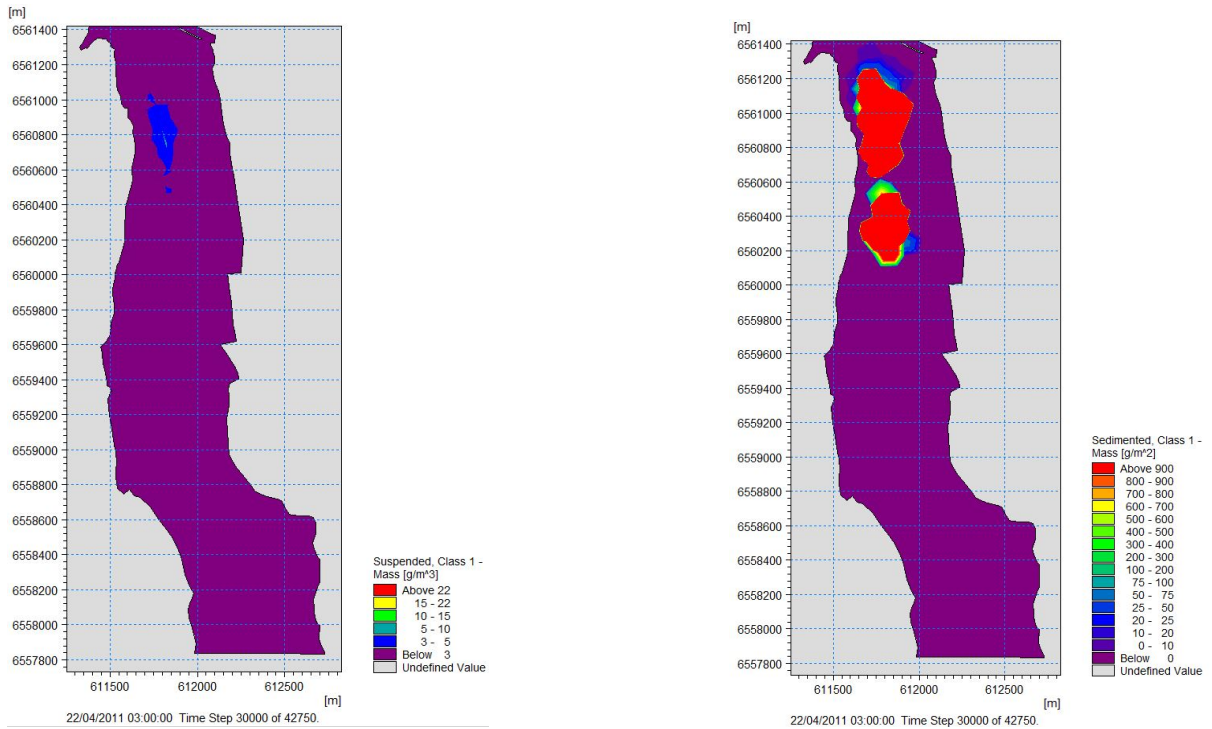 [m]
6561400
6561200
6561000
6560800
6560600
6560400
6560200
6560000
6559800
6559600
6559400
6559200
6559000
6558800
6558600
6558400
6558200
6558000
6557800
611500 612000 612500
[m]
22/04/2011 03:00:00 Time Step 30000 of 42750.
Suspended, Class 1 -
Mass [g/m^3]
Above 22
15 - 22
10 - 15
5 - 10
3 - 5
Below 3
Undefined Value
[m]
6561400
6561200
6561000
6560800
6560600
6560400
6560200
6560000
6559800
6559600
6559400
6559200
6559000
6558800
6558600
6558400
6558200
6558000
6557800
611500 612000 612500
[m]
22/04/2011 03:00:00 Time Step 30000 of 42750.
Sedimented, Class 1 -
Mass [g/m^2]
Above 900
800 - 900
700 - 800
600 - 700
500 - 600
400 - 500
300 - 400
200 - 300
100 - 200
75 - 100
50 - 75
25 - 50
20 - 25
10 - 20
0 - 10
Below 0
Undefined Value